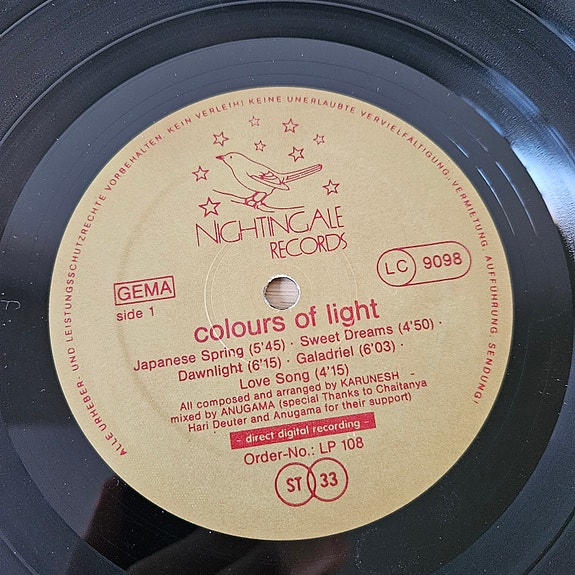 ALLE URHEBER UND LEISTUNGSSCHUTZRECHTE VORBEHALTEN. KEIN VERLEIH! KEINE UNERLAUBTE VERVIELFÄLTIGUNG, VERMIETUNG, AUFFÜHRUNG, SENDUNG!
NIGHTINGALE
RECORDS
LC 9098
GEMA
side 1
colours of light
Japanese Spring (5'45) · Sweet Dreams (4'50) ·
Dawnlight (6'15) · Galadriel (6'03) ·
Love Song (4'15)
All composed and arranged by KARUNESH -
mixed by ANUGAMA (special Thanks to Chaitanya
Hari Deuter and Anugama for their support)
- direct digital recording -
Order-No.: LP 108
ST 33